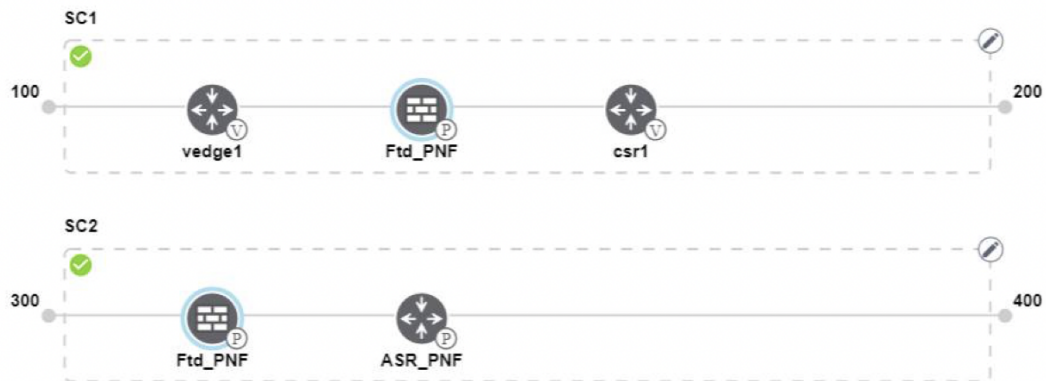 SC1
100
200
V
P
V
vedge1
Ftd_PNF
csr1
SC2
300
400
P
P
Ftd_PNF
ASR_PNF